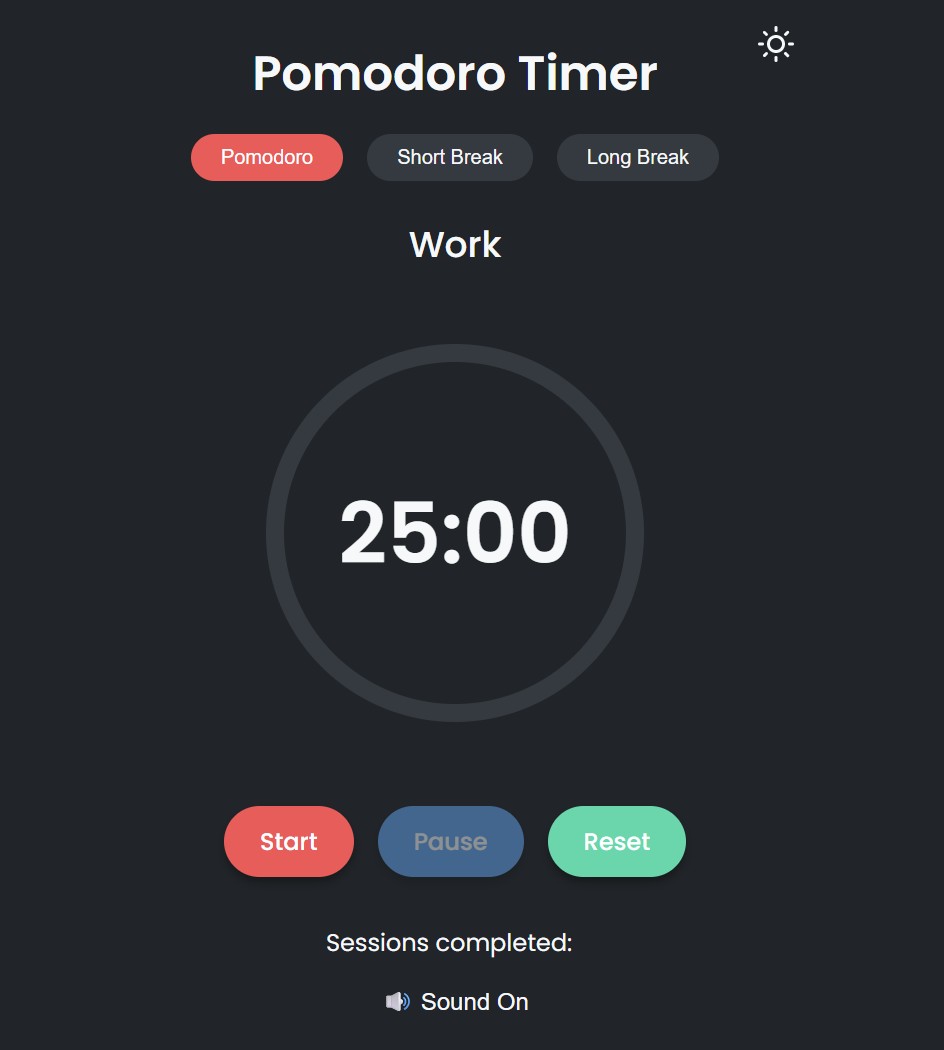 Pomodoro Timer
Pomodoro Short Break Long Break
Work
25:00
Start Pause Reset
Sessions completed:
Sound On